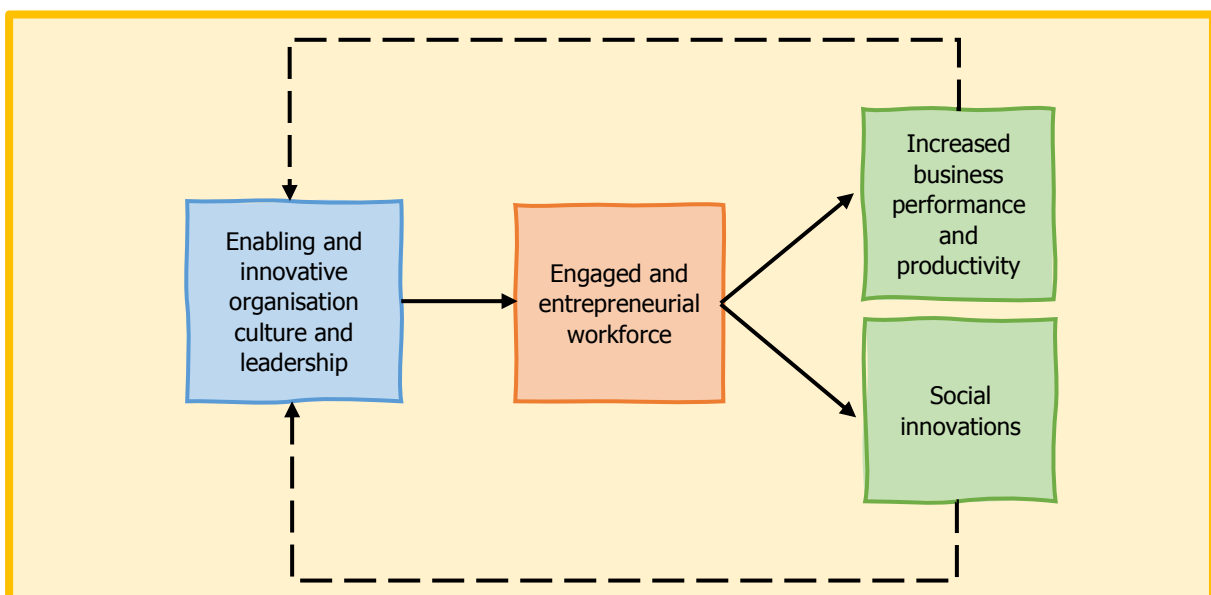 Enabling and
innovative
organisation
culture and
leadership
Engaged and
entrepreneurial
workforce
Increased
business
performance
and
productivity
Social
innovations